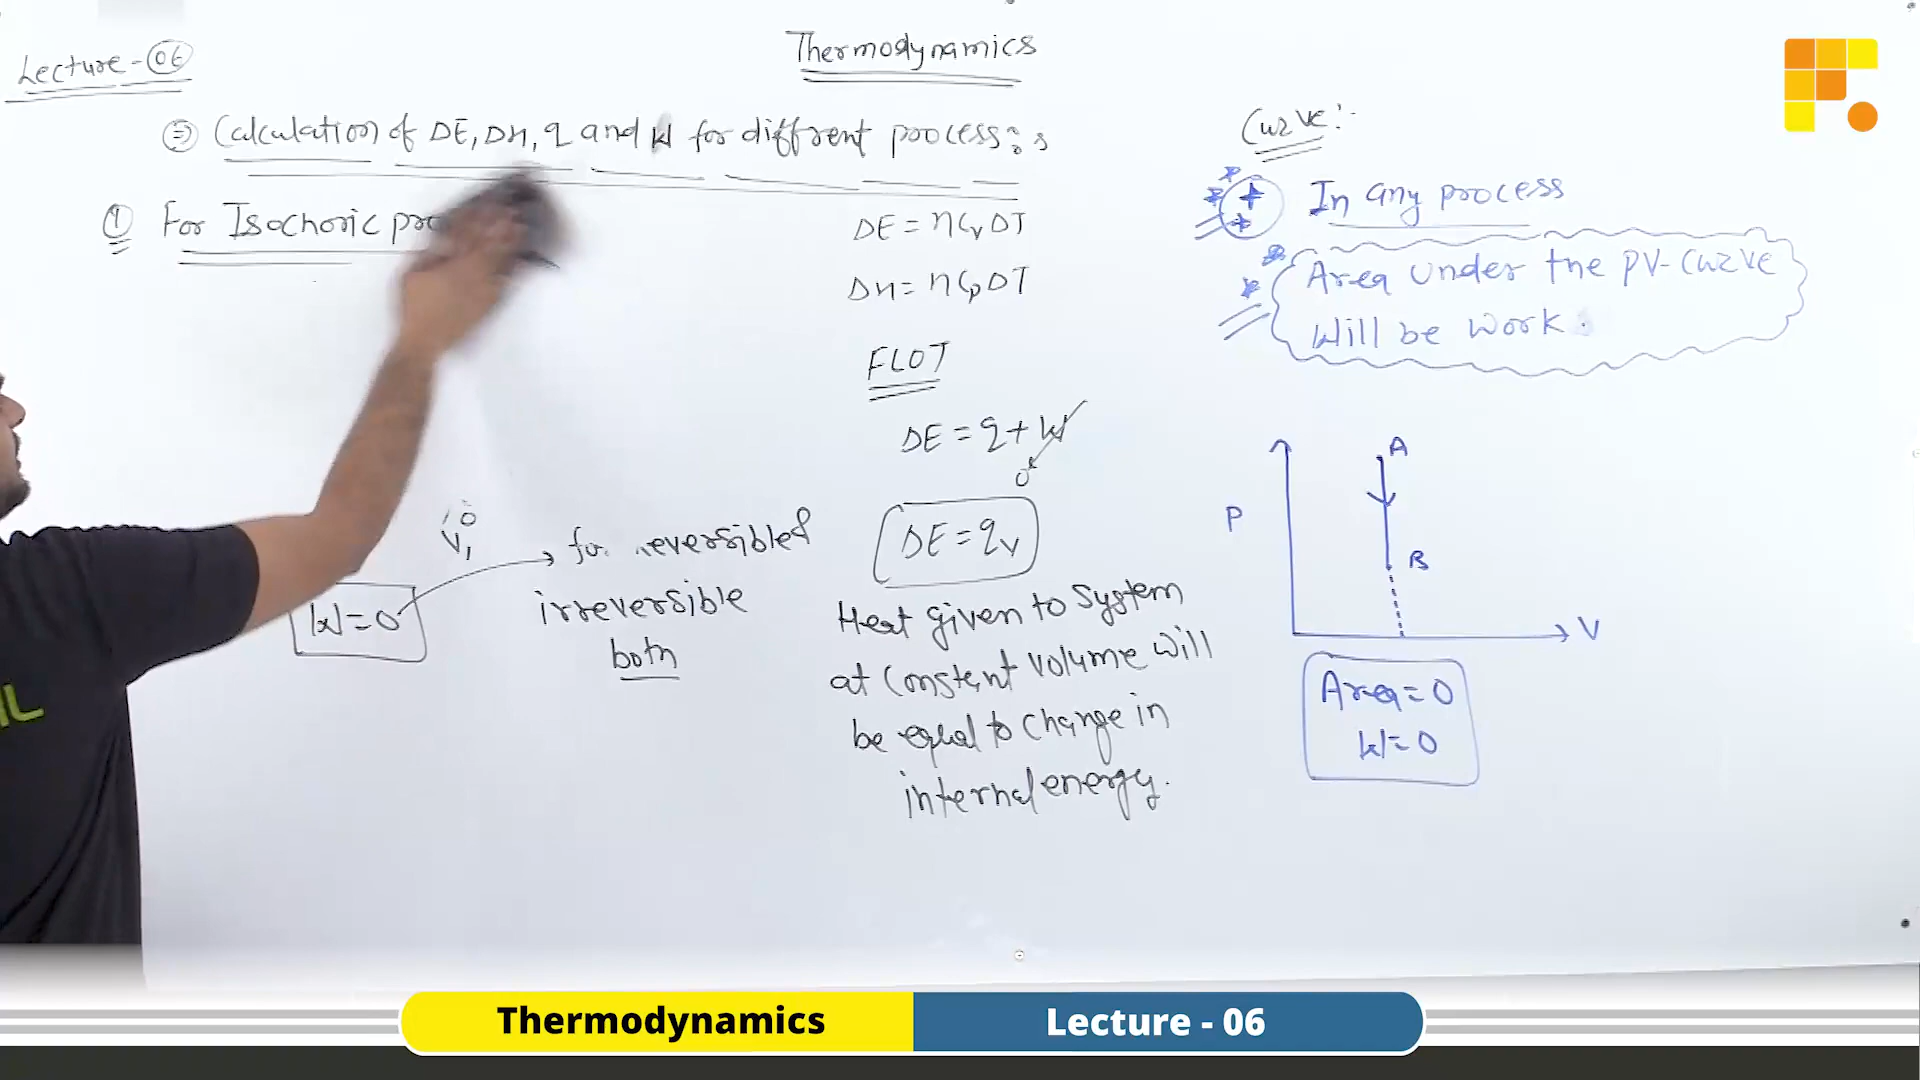 Lecture-06
Thermodynamics
⇒ Calculation of ΔE, ΔH, q and W for diffrent process:s
① For Isochoric
ΔE = nCvΔT
ΔH = nCpΔT
FLOT
ΔE = q + W
0
ΔE = qv
Heat given to System
at Constant volume will
be equal to change in
internal energy.
0
V1
W=0
for reversible &
irreversible
both
Curve:-
In any process
Area under the PV-Curve
Will be work.
P
A
B
V
Area = 0
W=0
IL
Thermodynamics
Lecture - 06